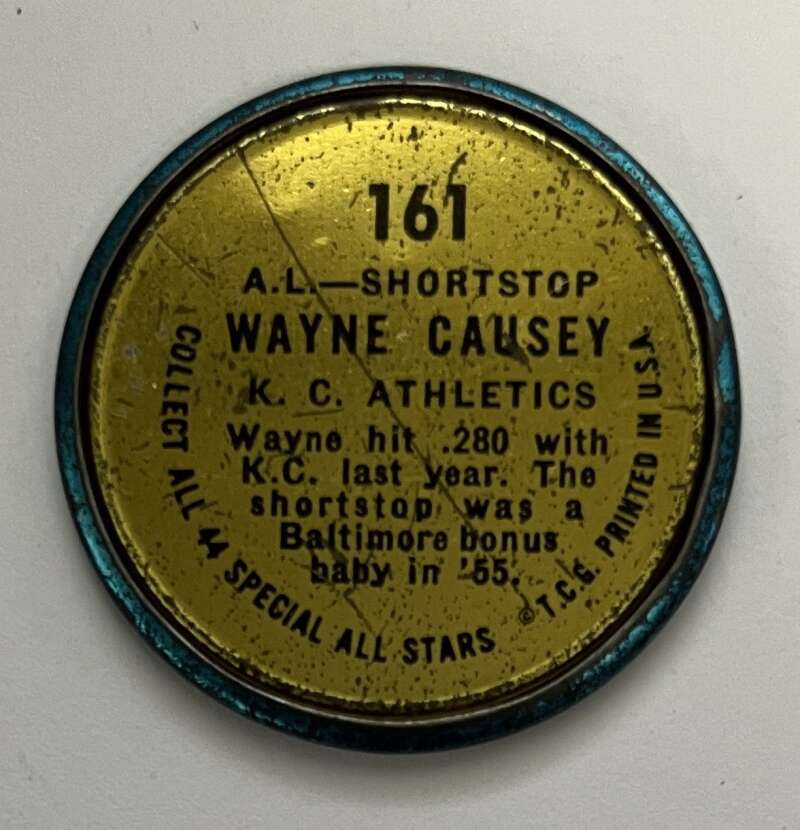 161
A.L.—SHORTSTOP
WAYNE CAUSEY
K. C. ATHLETICS
Wayne hit .280 with
K.C. last year. The
shortstop was a
Baltimore bonus
baby in '55.
COLLECT ALL 44 SPECIAL ALL STARS
© T.C.G. PRINTED IN U.S.A.